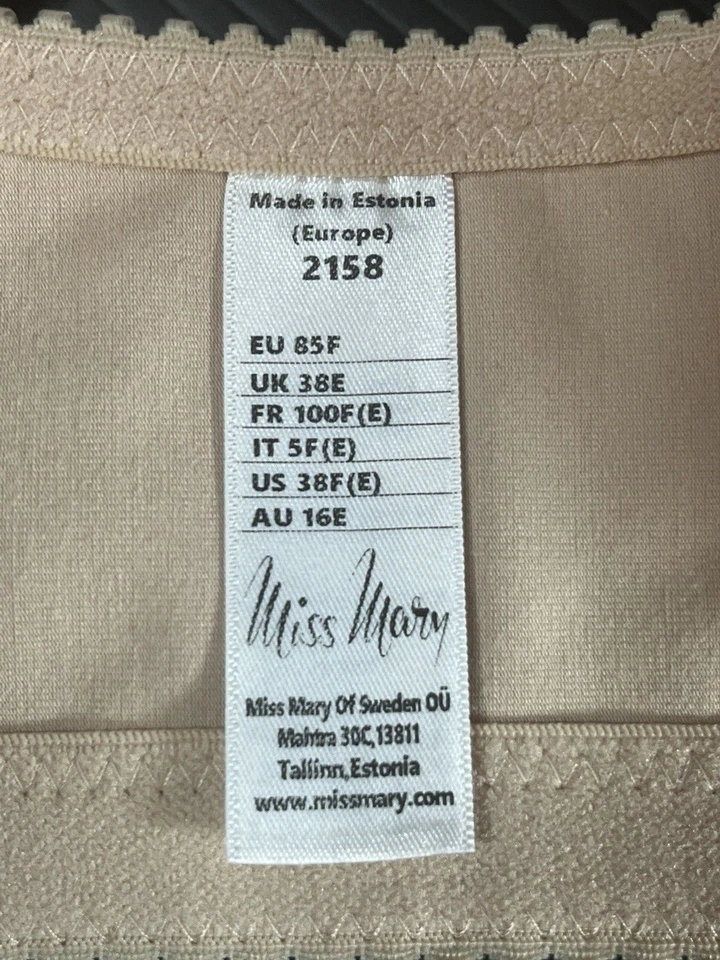 Made in Estonia
(Europe)
2158
EU 85F
UK 38E
FR 100F(E)
IT 5F(E)
US 38F(E)
AU 16E
Miss Mary
Miss Mary Of Sweden OÜ
Mahtra 30C,13811
Tallinn,Estonia
www.missmary.com